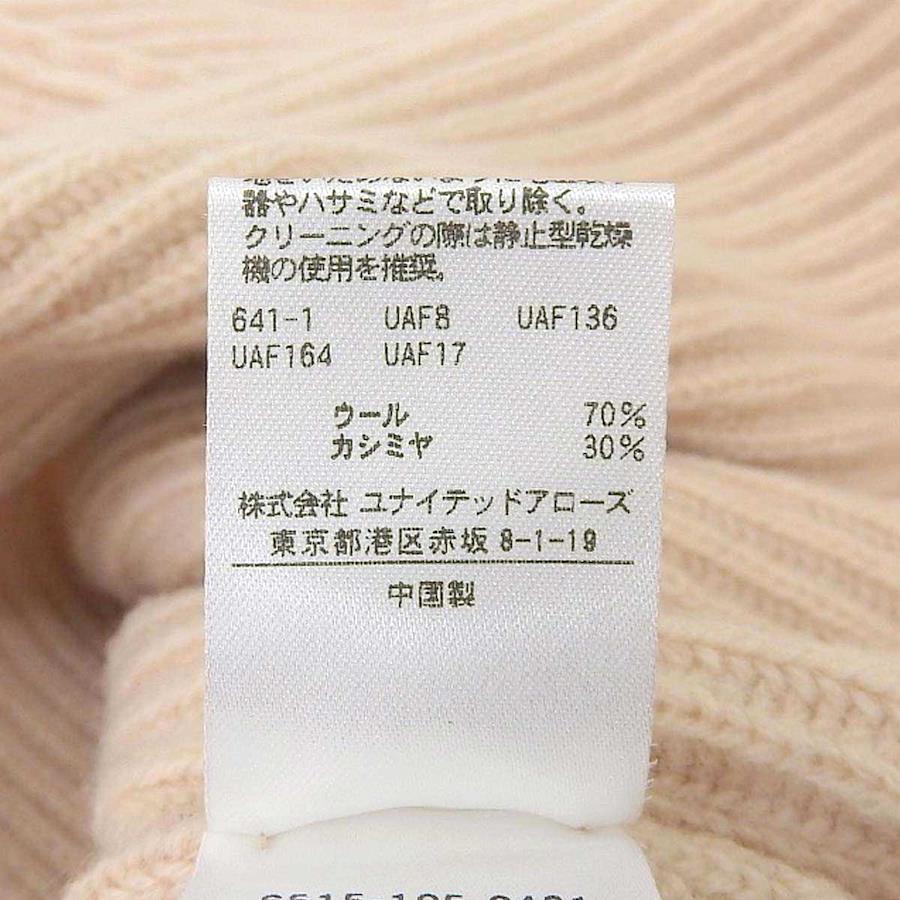 器やハサミなどで取り除く。
クリーニングの際は静止型乾燥
機の使用を推奨。
641-1 UAF8 UAF136
UAF164 UAF17
ウール 70%
カシミヤ 30%
株式会社 ユナイテッドアローズ
東京都港区赤坂 8-1-19
中国製